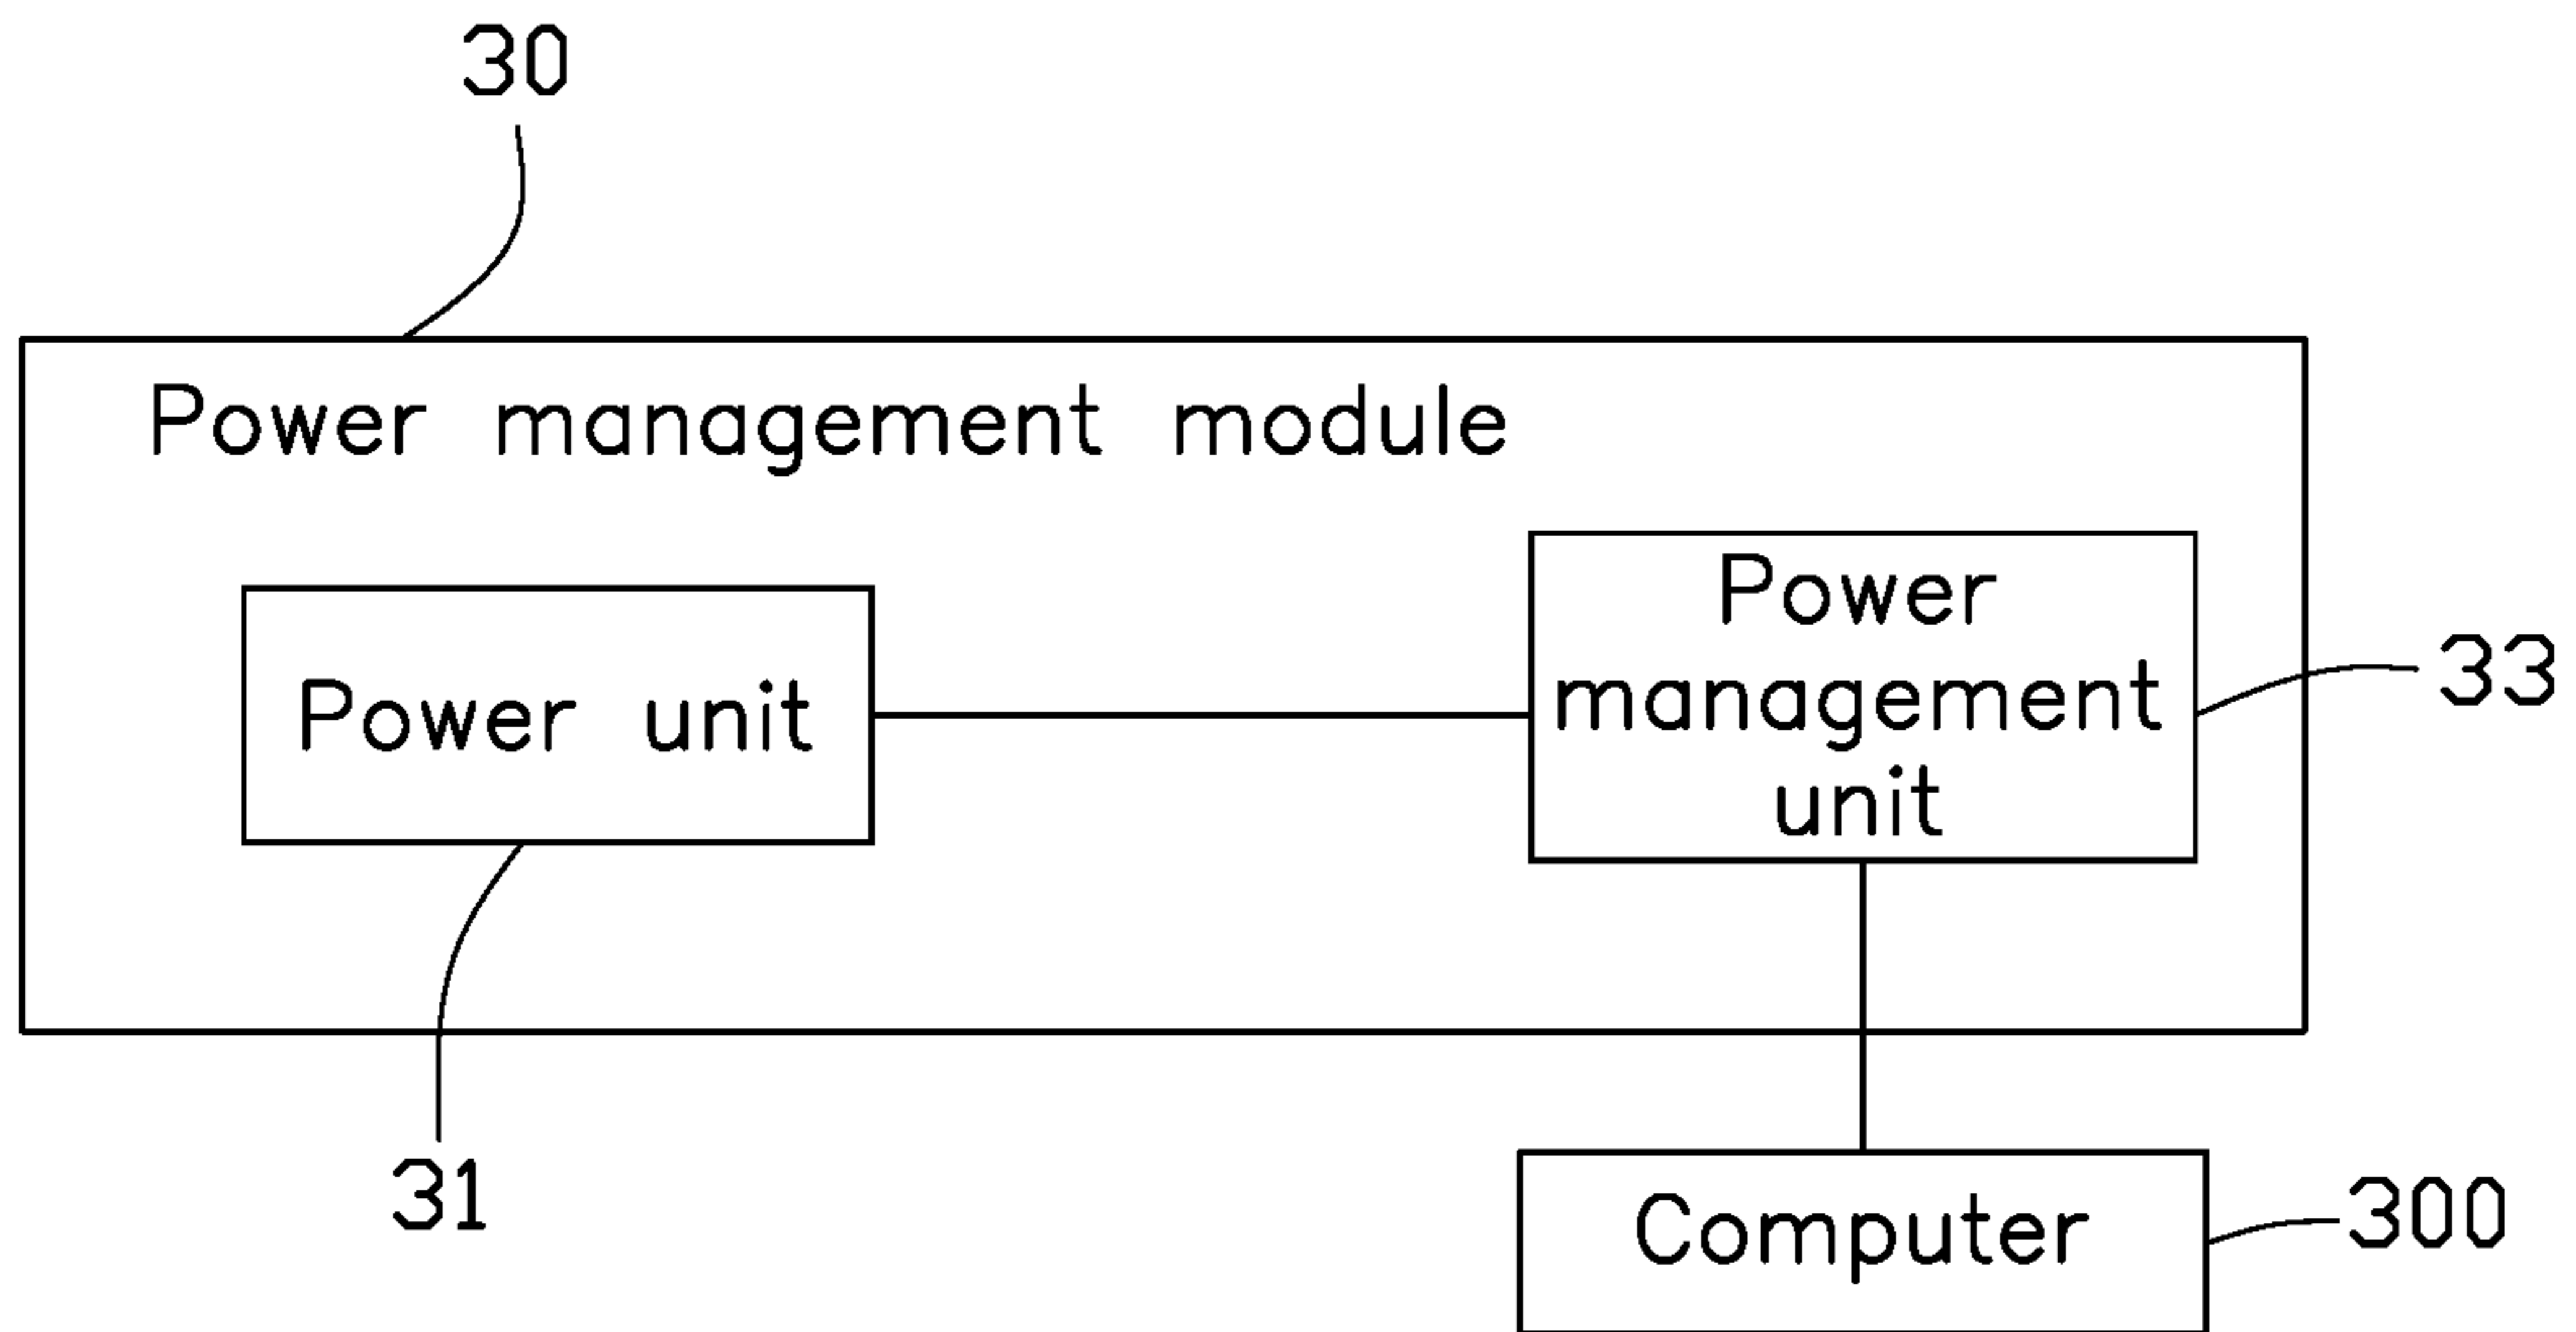 30
Power management module
Power unit
Power
management
unit
33
31
Computer
300